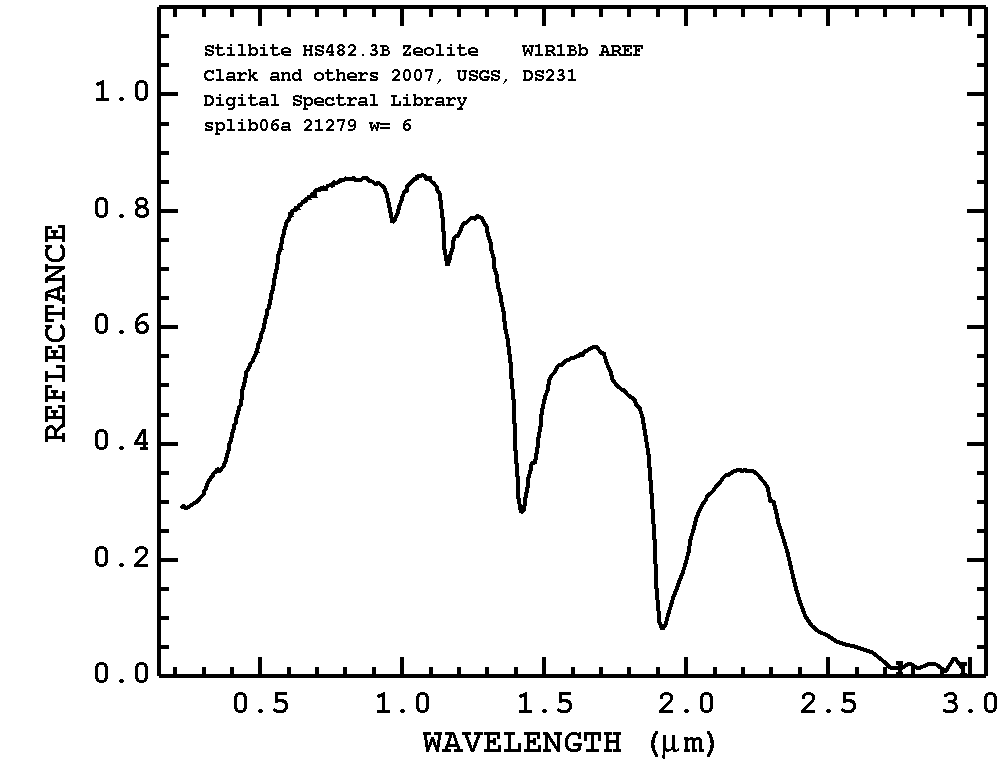 Stilbite HS482.3B Zeolite W1R1Bb AREF
Clark and others 2007, USGS, DS231
Digital Spectral Library
splib06a 21279 w= 6
REFLECTANCE
1.0
0.8
0.6
0.4
0.2
0.0
0.5 1.0 1.5 2.0 2.5 3.0
WAVELENGTH (μm)